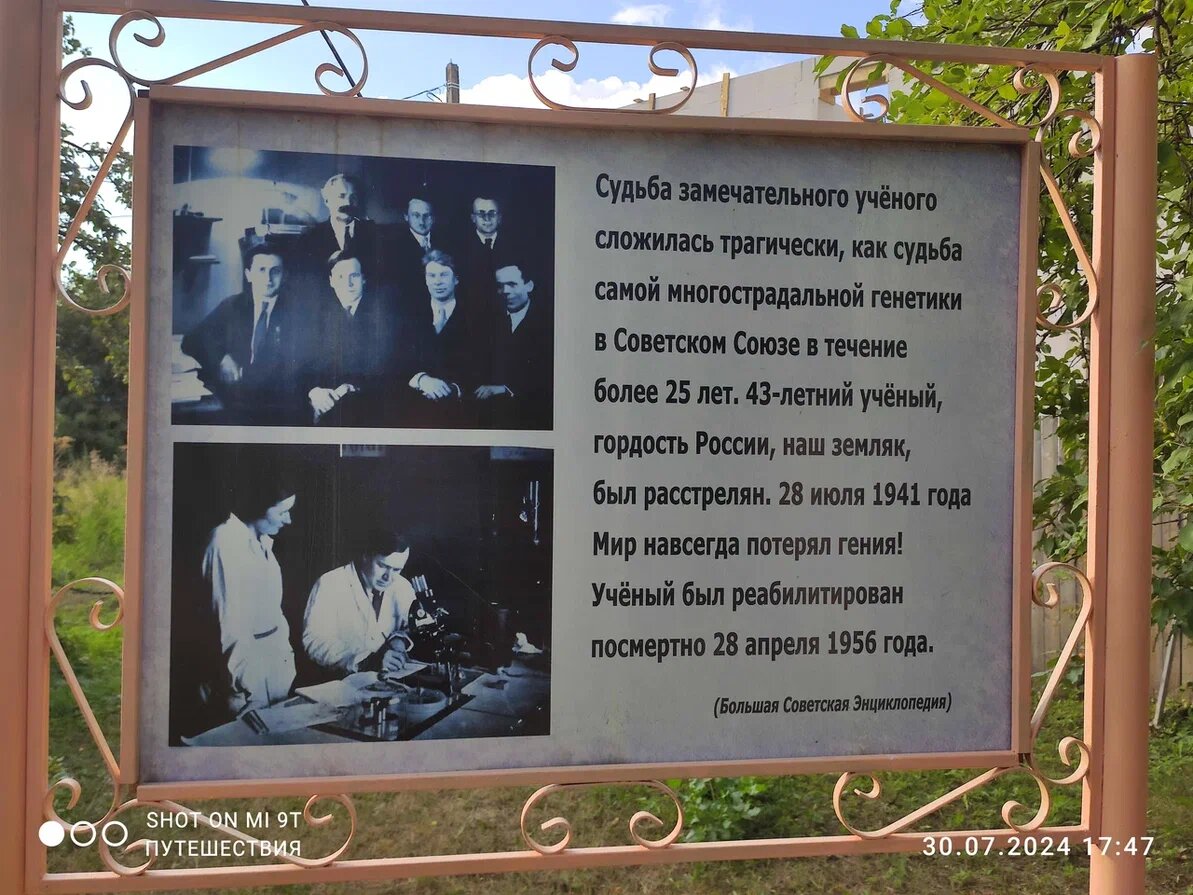 Судьба замечательного учёного
сложилась трагически, как судьба
самой многострадальной генетики
в Советском Союзе в течение
более 25 лет. 43-летний учёный,
гордость России, наш земляк,
был расстрелян. 28 июля 1941 года
Мир навсегда потерял гения!
Учёный был реабилитирован
посмертно 28 апреля 1956 года.
(Большая Советская Энциклопедия)
SHOT ON MI 9T
ПУТЕШЕСТВИЯ
30.07.2024 17:47